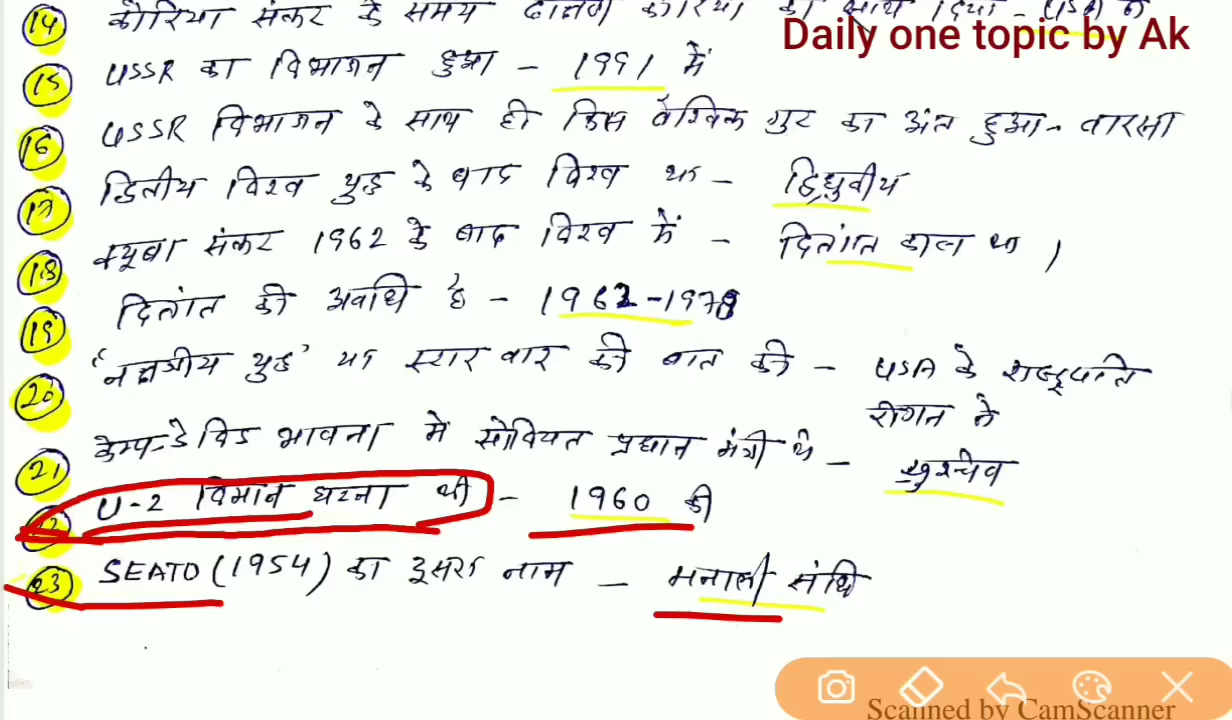 (14) कोरिया संकट के समय दक्षिण कोरिया का साथ दिया - USA ने
Daily one topic by Ak
(15) USSR का विभाजन हुआ - 1991 में
(16) USSR विभाजन के साथ ही किस वैश्विक गुट का अंत हुआ - वारसा
(17) द्वितीय विश्व युद्ध के बाद विश्व था - द्विध्रुवीय
(18) क्यूबा संकट 1962 के बाद विश्व में - दितांत काल था ।
(19) दितांत की अवधि है - 1962-1978
(20) 'नक्षत्रीय युद्ध' या स्टार वार की बात की - USA के राष्ट्रपति
रीगन ने
(21) केम्प-डेविड भावना में सोवियत प्रधान मंत्री थे - ख्रुश्चेव
(22) U-2 विमान घटना थी - 1960 की
(23) SEATO (1954) का दूसरा नाम - मनीला संधि
Scanned by CamScanner